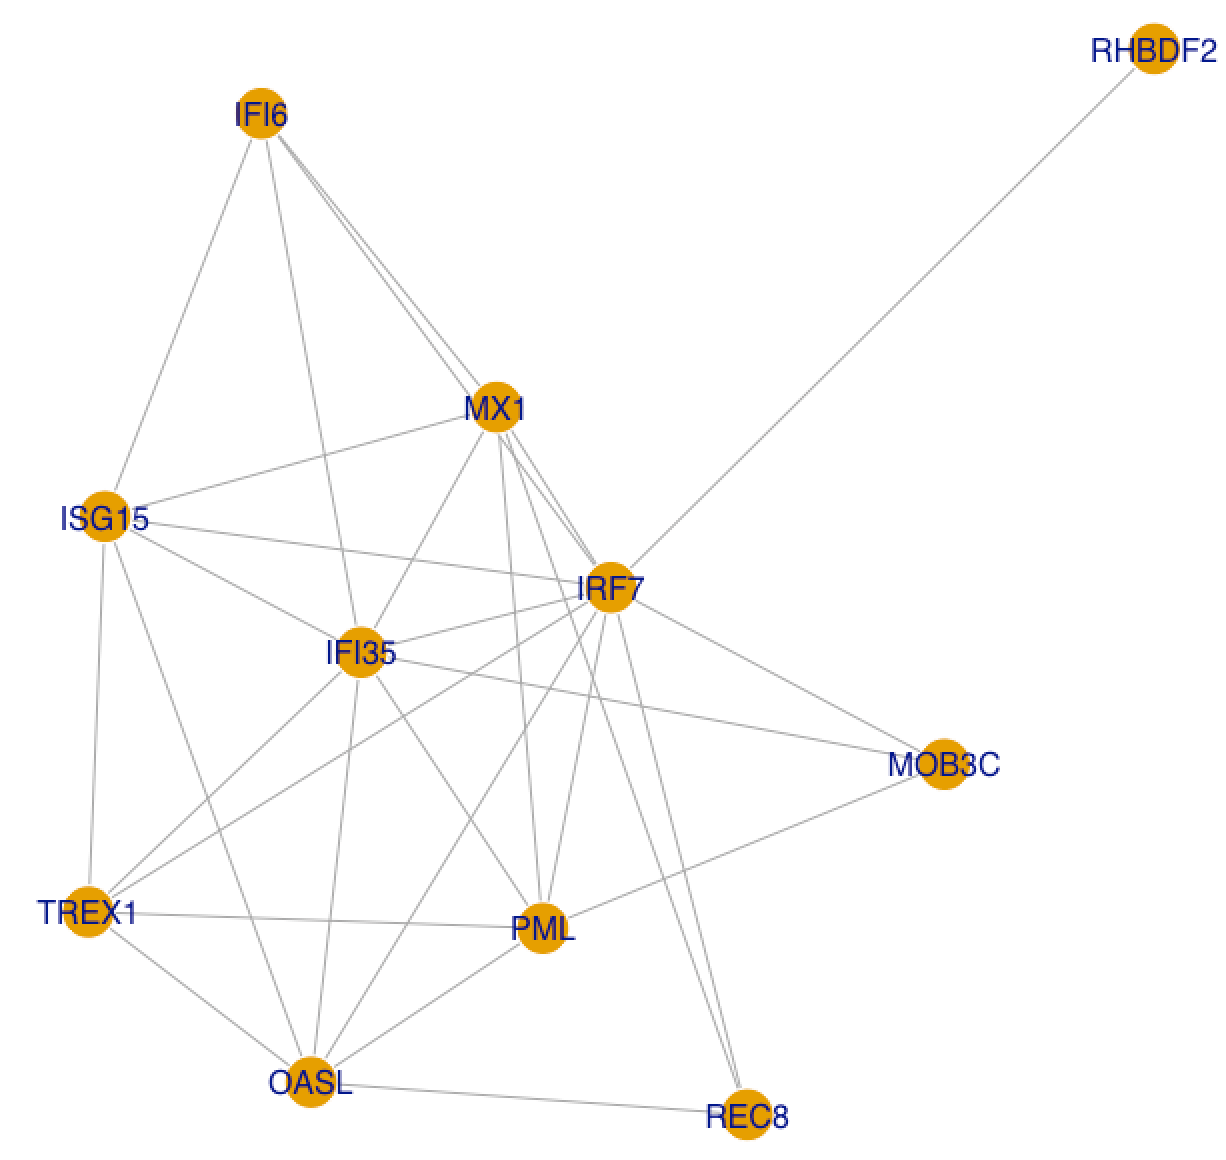 RHBDF2
IFI6
MX1
ISG15
IRF7
IFI35
MOB3C
TREX1
PML
OASL
REC8